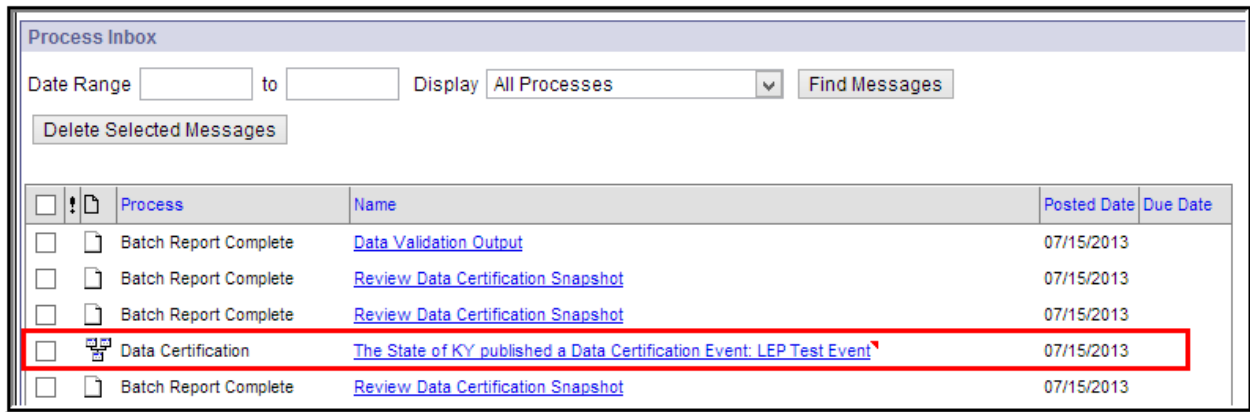 Process Inbox
Date Range to Display All Processes Find Messages
Delete Selected Messages
Process Name Posted Date Due Date
Batch Report Complete Data Validation Output 07/15/2013
Batch Report Complete Review Data Certification Snapshot 07/15/2013
Batch Report Complete Review Data Certification Snapshot 07/15/2013
Data Certification The State of KY published a Data Certification Event: LEP Test Event 07/15/2013
Batch Report Complete Review Data Certification Snapshot 07/15/2013